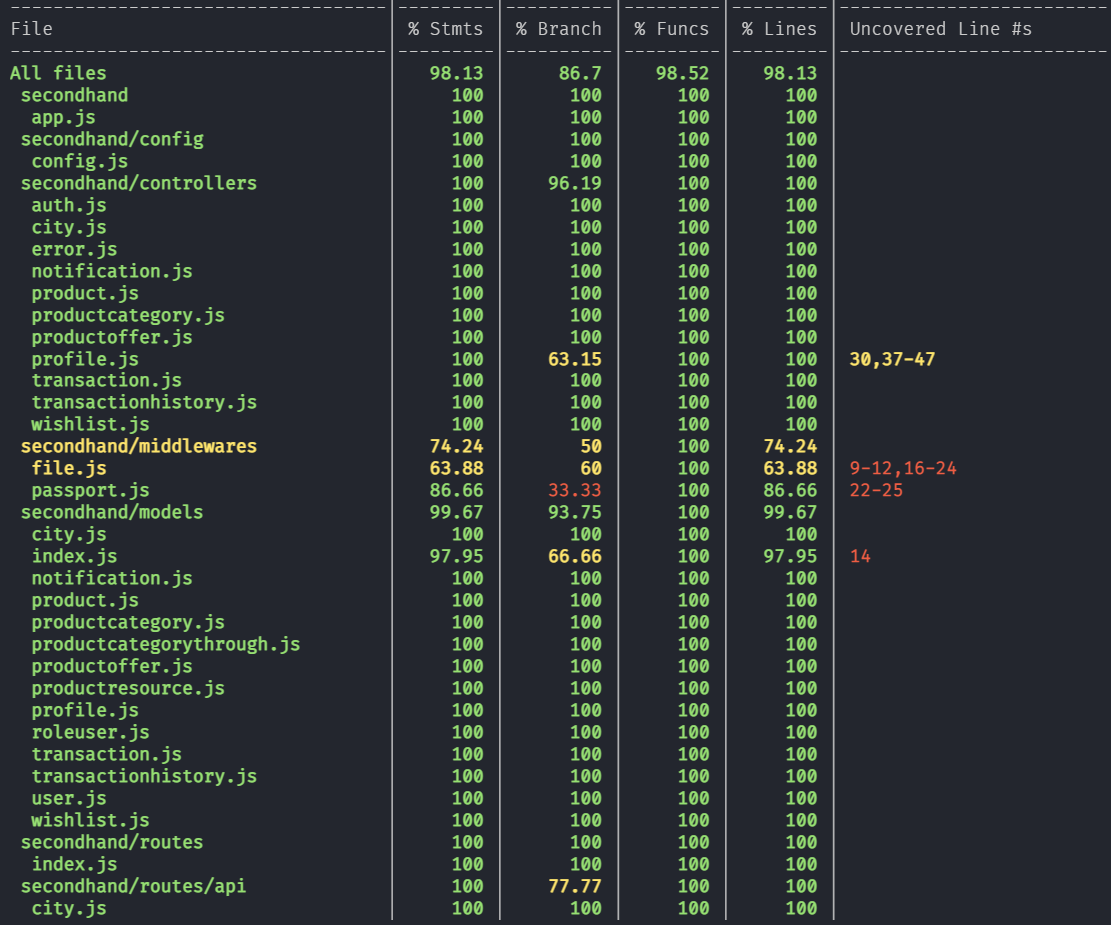 File | % Stmts | % Branch | % Funcs | % Lines | Uncovered Line #s
All files | 98.13 | 86.7 | 98.52 | 98.13 |
secondhand | 100 | 100 | 100 | 100 |
app.js | 100 | 100 | 100 | 100 |
secondhand/config | 100 | 100 | 100 | 100 |
config.js | 100 | 100 | 100 | 100 |
secondhand/controllers | 100 | 96.19 | 100 | 100 |
auth.js | 100 | 100 | 100 | 100 |
city.js | 100 | 100 | 100 | 100 |
error.js | 100 | 100 | 100 | 100 |
notification.js | 100 | 100 | 100 | 100 |
product.js | 100 | 100 | 100 | 100 |
productcategory.js | 100 | 100 | 100 | 100 |
productoffer.js | 100 | 100 | 100 | 100 |
profile.js | 100 | 63.15 | 100 | 100 | 30,37-47
transaction.js | 100 | 100 | 100 | 100 |
transactionhistory.js | 100 | 100 | 100 | 100 |
wishlist.js | 100 | 100 | 100 | 100 |
secondhand/middlewares | 74.24 | 50 | 100 | 74.24 |
file.js | 63.88 | 60 | 100 | 63.88 | 9-12,16-24
passport.js | 86.66 | 33.33 | 100 | 86.66 | 22-25
secondhand/models | 99.67 | 93.75 | 100 | 99.67 |
city.js | 100 | 100 | 100 | 100 |
index.js | 97.95 | 66.66 | 100 | 97.95 | 14
notification.js | 100 | 100 | 100 | 100 |
product.js | 100 | 100 | 100 | 100 |
productcategory.js | 100 | 100 | 100 | 100 |
productcategorythrough.js | 100 | 100 | 100 | 100 |
productoffer.js | 100 | 100 | 100 | 100 |
productresource.js | 100 | 100 | 100 | 100 |
profile.js | 100 | 100 | 100 | 100 |
roleuser.js | 100 | 100 | 100 | 100 |
transaction.js | 100 | 100 | 100 | 100 |
transactionhistory.js | 100 | 100 | 100 | 100 |
user.js | 100 | 100 | 100 | 100 |
wishlist.js | 100 | 100 | 100 | 100 |
secondhand/routes | 100 | 100 | 100 | 100 |
index.js | 100 | 100 | 100 | 100 |
secondhand/routes/api | 100 | 77.77 | 100 | 100 |
city.js | 100 | 100 | 100 | 100 |